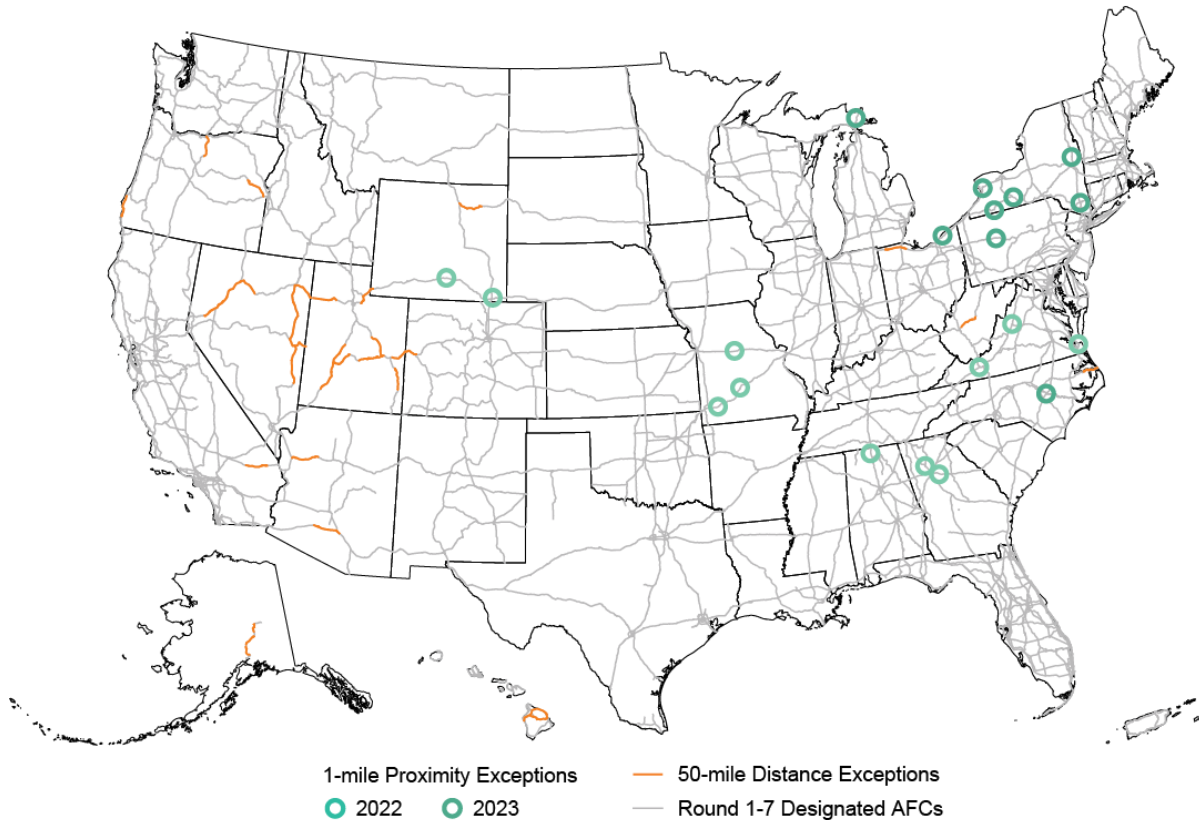 1-mile Proximity Exceptions
2022 2023
50-mile Distance Exceptions
Round 1-7 Designated AFCs